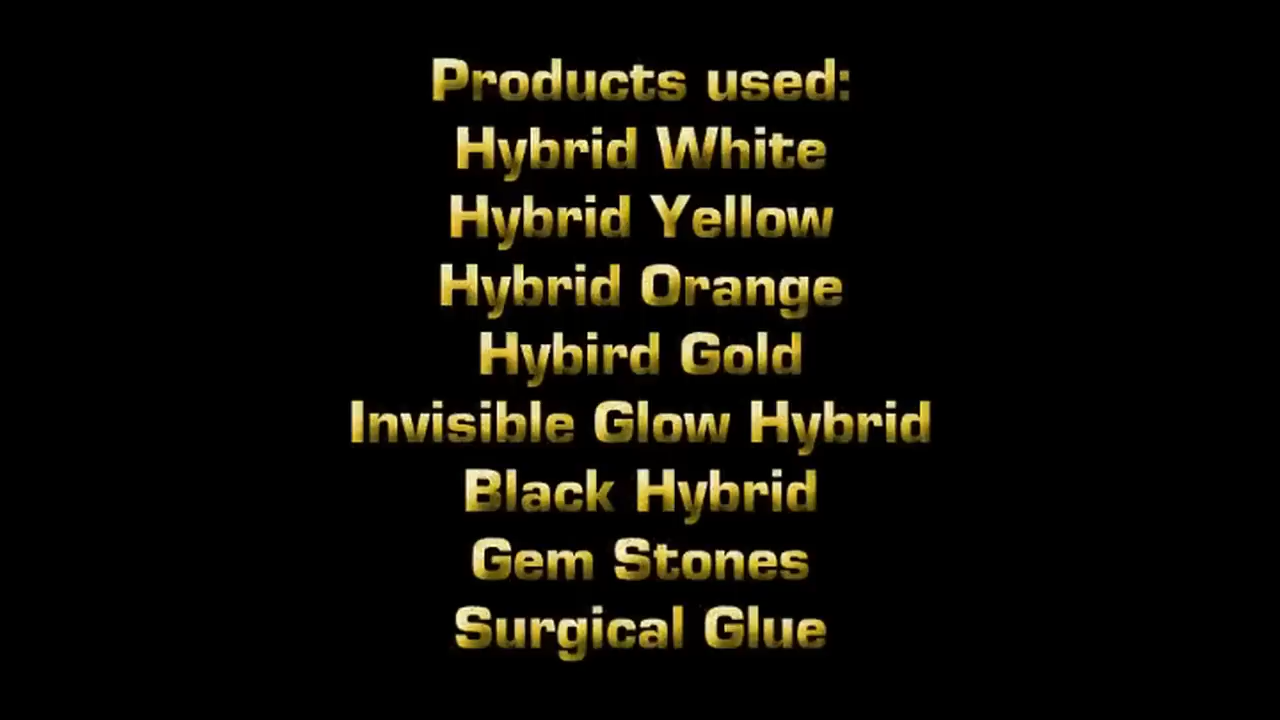 Products used:
Hybrid White
Hybrid Yellow
Hybrid Orange
Hybird Gold
Invisible Glow Hybrid
Black Hybrid
Gem Stones
Surgical Glue